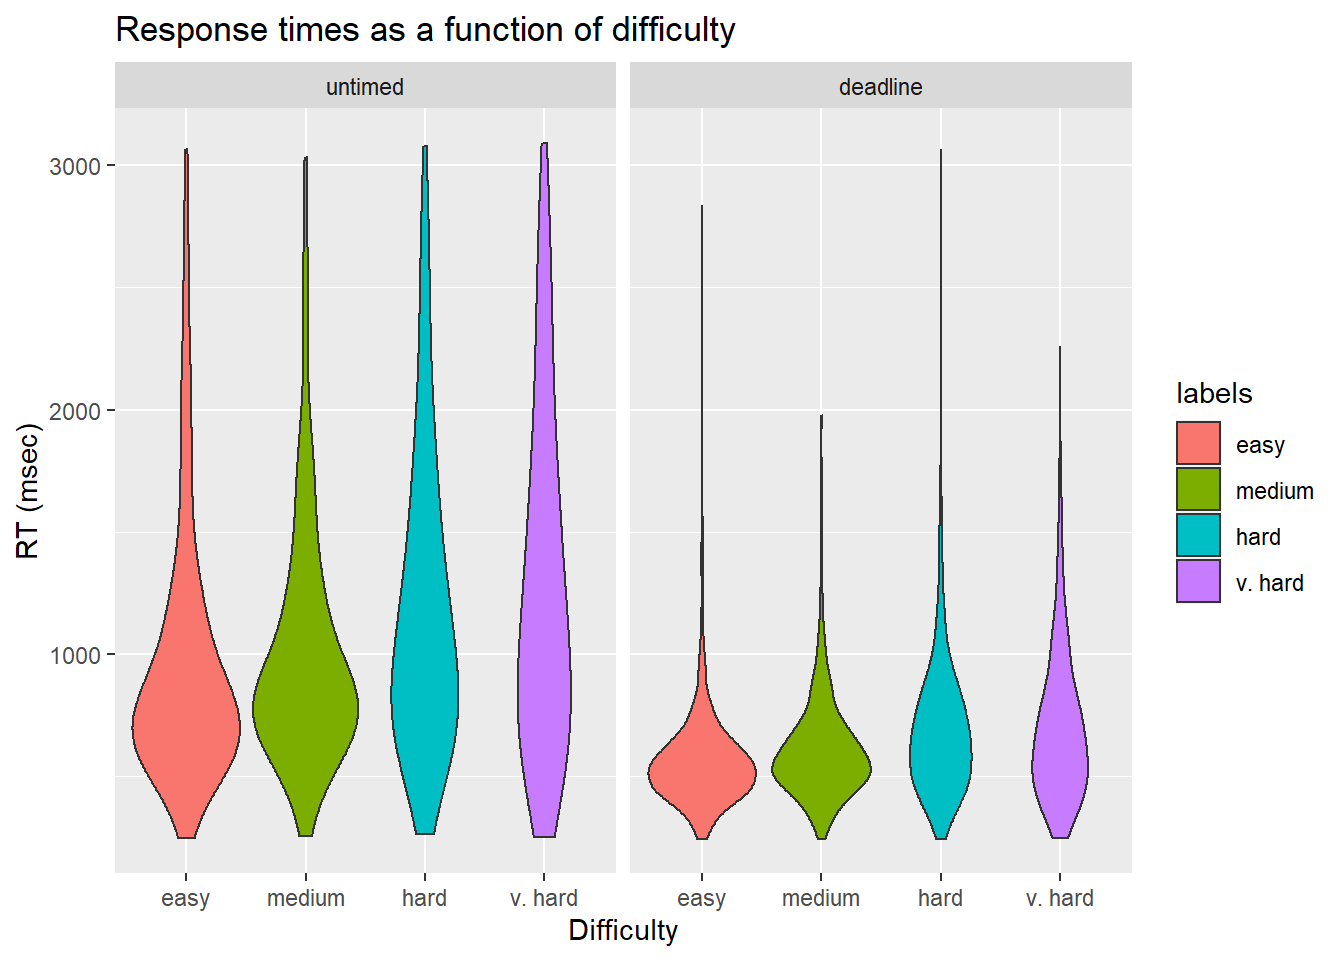 Response times as a function of difficulty
untimed
deadline
3000
2000
1000
RT (msec)
easy
medium
hard
v. hard
easy
medium
hard
v. hard
Difficulty
labels
easy
medium
hard
v. hard